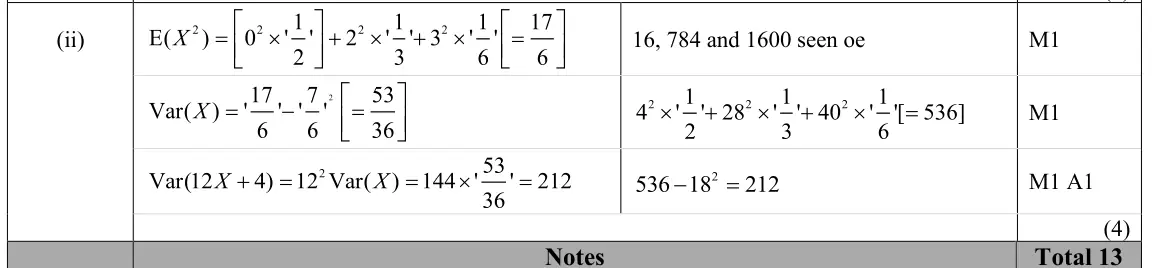 (ii) E(X²) = [0² × '1/2'] + 2² × '1/3' + 3² × '1/6' [= 17/6] 16, 784 and 1600 seen oe M1
Var(X) = '17/6' − '7/6'² [= 53/36] 4² × '1/2' + 28² × '1/3' + 40² × '1/6' [= 536] M1
Var(12X + 4) = 12² Var(X) = 144 × '53/36' = 212 536 − 18² = 212 M1 A1
(4)
Notes Total 13